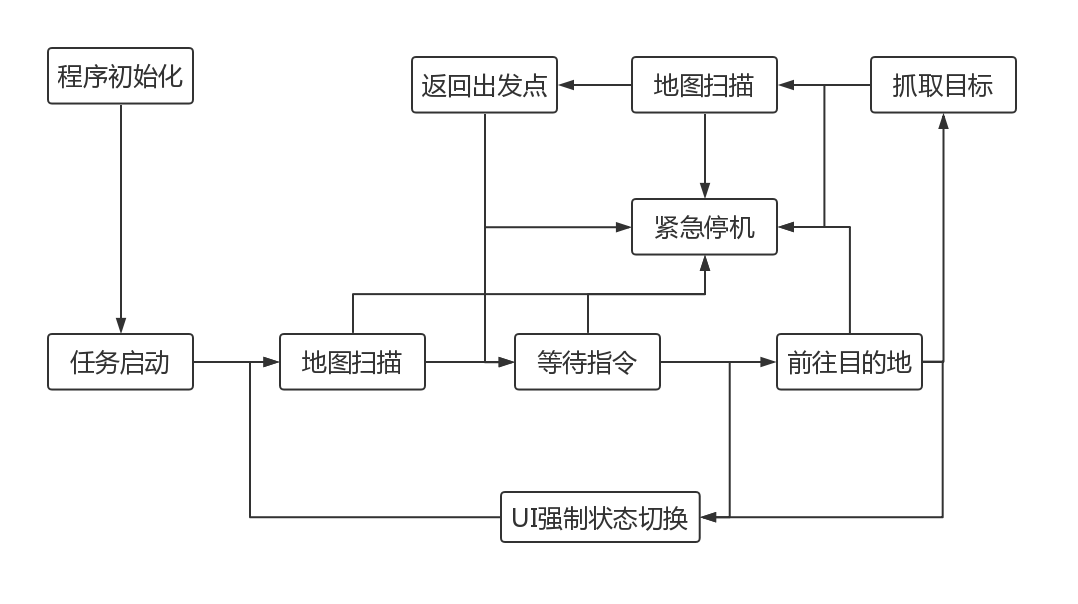 程序初始化
返回出发点
地图扫描
抓取目标
紧急停机
任务启动
地图扫描
等待指令
前往目的地
UI强制状态切换